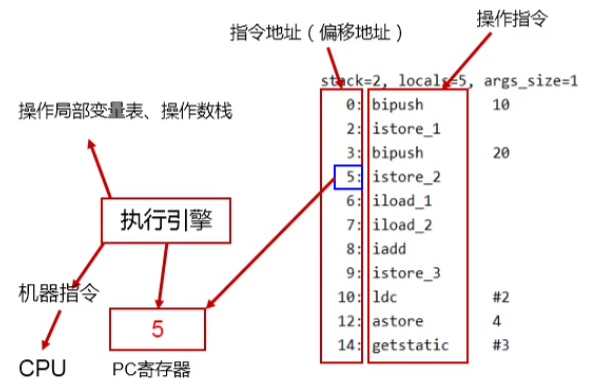 操作指令
指令地址（偏移地址）
stack=2, locals=5, args_size=1
0: bipush 10
2: istore_1
3: bipush 20
5: istore_2
6: iload_1
7: iload_2
8: iadd
9: istore_3
10: ldc #2
12: astore 4
14: getstatic #3
操作局部变量表、操作数栈
执行引擎
机器指令
5
CPU
PC寄存器